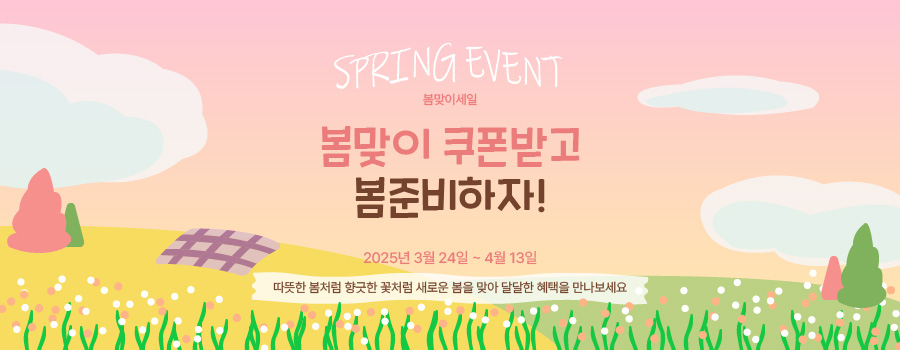 SPRING EVENT
봄맞이세일
봄맞이 쿠폰받고
봄준비하자!
2025년 3월 24일 ~ 4월 13일
따뜻한 봄처럼 향긋한 꽃처럼 새로운 봄을 맞아 달달한 혜택을 만나보세요